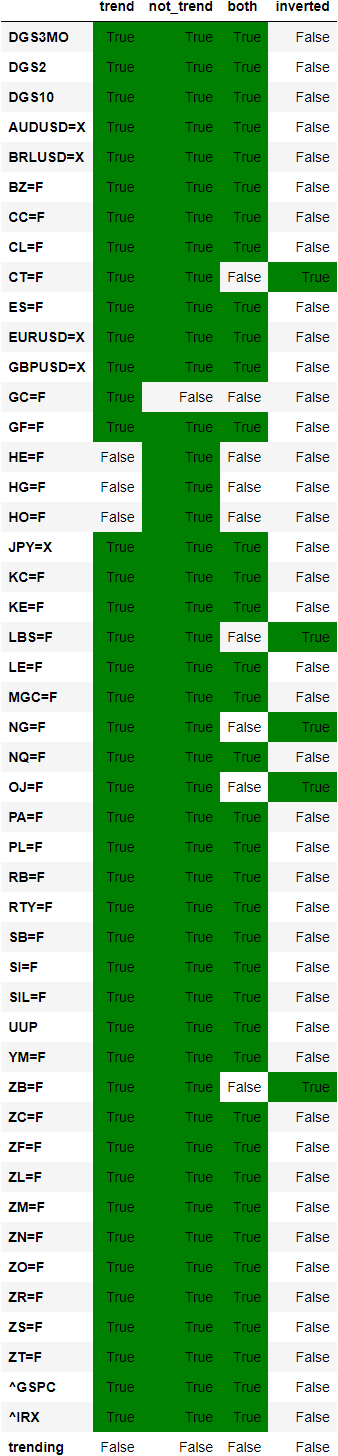 trend not_trend both inverted
DGS3MO True True True False
DGS2 True True True False
DGS10 True True True False
AUDUSD=X True True True False
BRLUSD=X True True True False
BZ=F True True True False
CC=F True True True False
CL=F True True True False
CT=F True True False True
ES=F True True True False
EURUSD=X True True True False
GBPUSD=X True True True False
GC=F True False False False
GF=F True True True False
HE=F False True False False
HG=F False True False False
HO=F False True False False
JPY=X True True True False
KC=F True True True False
KE=F True True True False
LBS=F True True False True
LE=F True True True False
MGC=F True True True False
NG=F True True False True
NQ=F True True True False
OJ=F True True False True
PA=F True True True False
PL=F True True True False
RB=F True True True False
RTY=F True True True False
SB=F True True True False
SI=F True True True False
SIL=F True True True False
UUP True True True False
YM=F True True True False
ZB=F True True False True
ZC=F True True True False
ZF=F True True True False
ZL=F True True True False
ZM=F True True True False
ZN=F True True True False
ZO=F True True True False
ZR=F True True True False
ZS=F True True True False
ZT=F True True True False
^GSPC True True True False
^IRX True True True False
trending False False False False